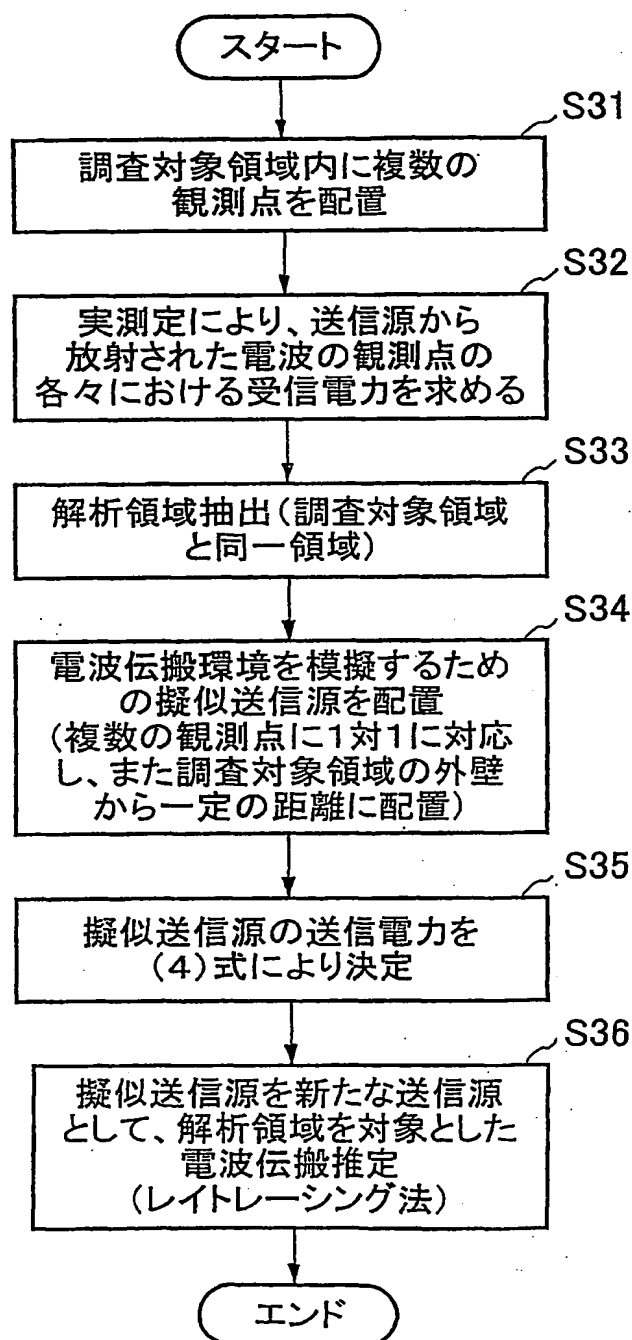 スタート
S31
調査対象領域内に複数の
観測点を配置
S32
実測定により、送信源から
放射された電波の観測点の
各々における受信電力を求める
S33
解析領域抽出(調査対象領域
と同一領域)
S34
電波伝搬環境を模擬するため
の擬似送信源を配置
(複数の観測点に1対1に対応
し、また調査対象領域の外壁
から一定の距離に配置)
S35
擬似送信源の送信電力を
(4)式により決定
S36
擬似送信源を新たな送信源
として、解析領域を対象とした
電波伝搬推定
(レイトレーシング法)
エンド